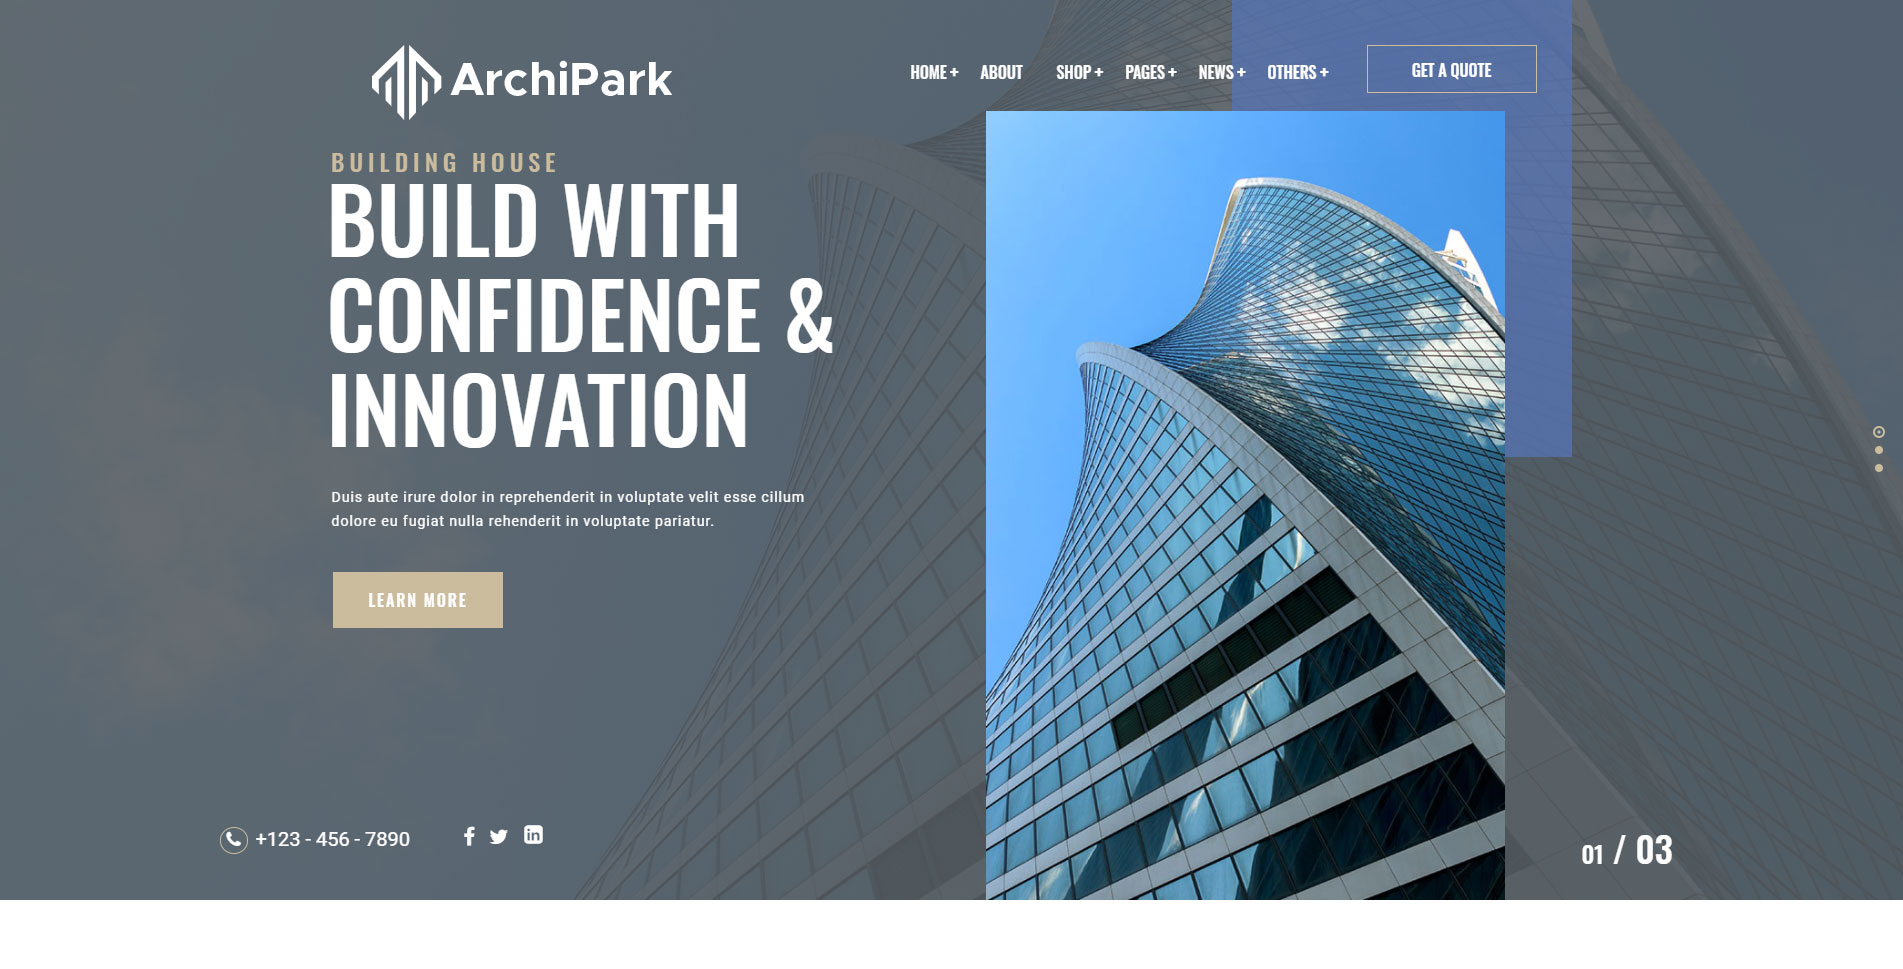 ArchiPark
HOME + ABOUT SHOP + PAGES + NEWS + OTHERS + GET A QUOTE
BUILDING HOUSE
BUILD WITH
CONFIDENCE &
INNOVATION
Duis aute irure dolor in reprehenderit in voluptate velit esse cillum
dolore eu fugiat nulla rehenderit in voluptate pariatur.
LEARN MORE
+123 - 456 - 7890
01 / 03